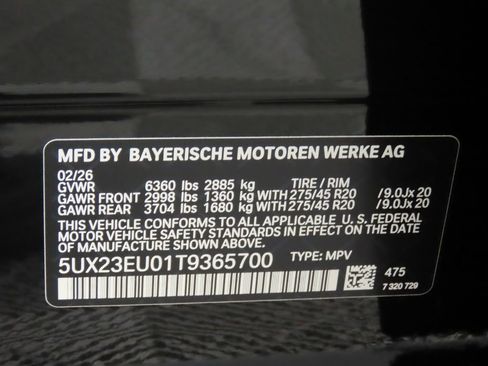 MFD BY BAYERISCHE MOTOREN WERKE AG
02/26
GVWR 6360 lbs 2885 kg TIRE / RIM
GAWR FRONT 2998 lbs 1360 kg WITH 275/45 R20 /9.0Jx 20
GAWR REAR 3704 lbs 1680 kg WITH 275/45 R20 /9.0Jx 20
THIS VEHICLE CONFORMS TO ALL APPLICABLE U.S. FEDERAL
MOTOR VEHICLE SAFETY STANDARDS IN EFFECT ON THE
DATE OF MANUFACTURE SHOWN ABOVE.
5UX23EU01T9365700 TYPE: MPV
475
7 320 729